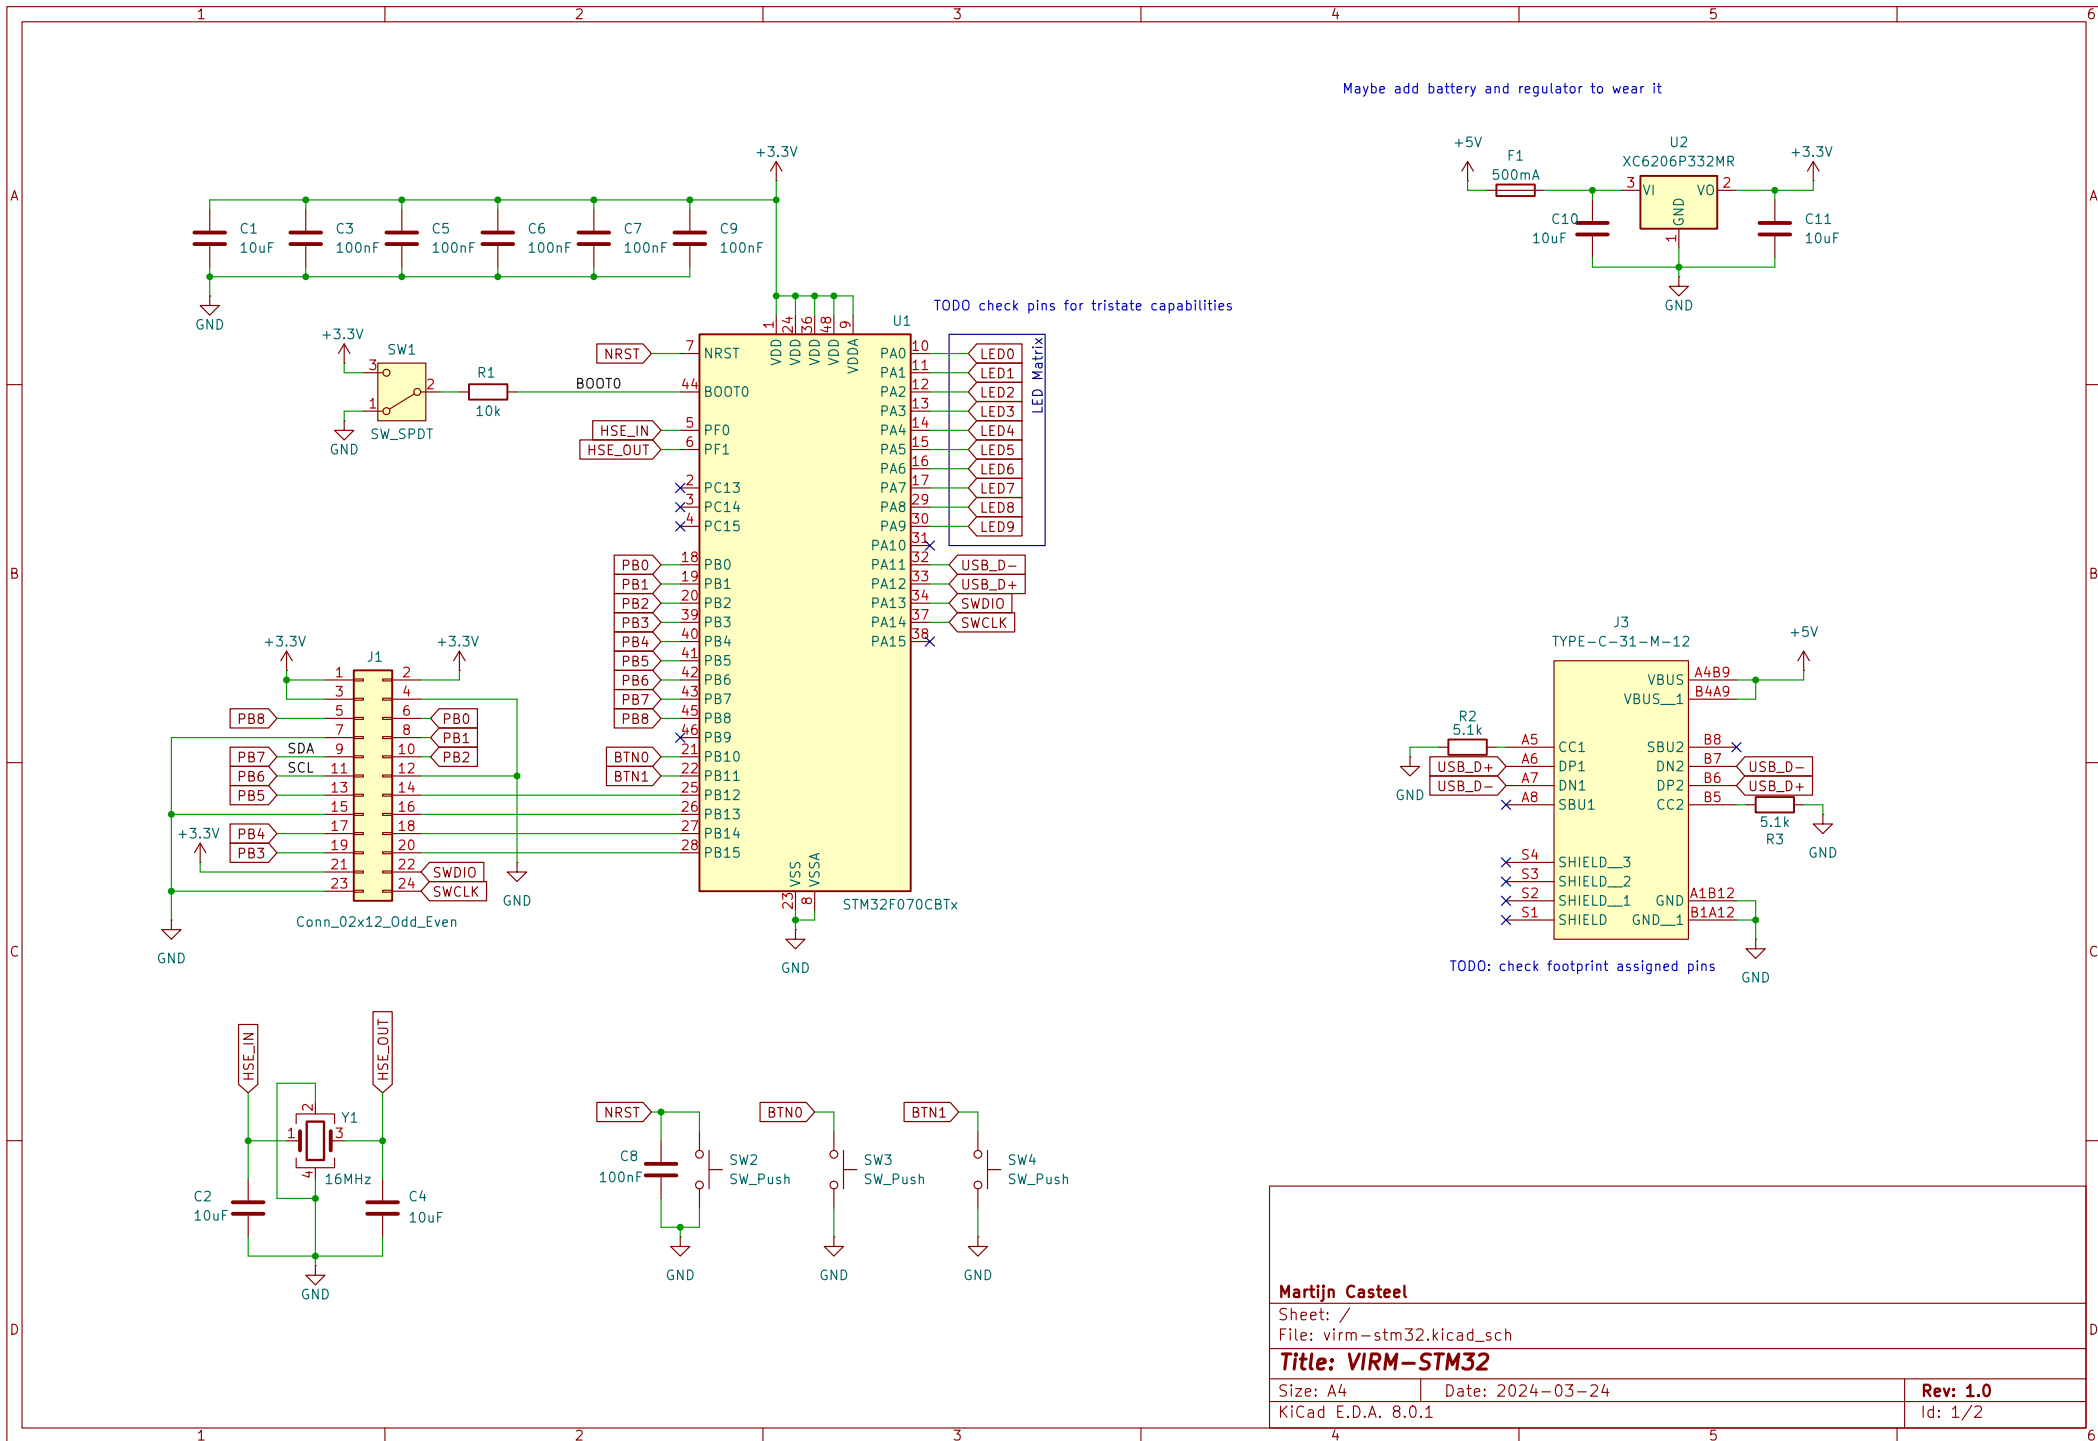 1 2 3 4 5 6
A
B
C
D
Maybe add battery and regulator to wear it
+3.3V
C1
10uF
C3
100nF
C5
100nF
C6
100nF
C7
100nF
C9
100nF
GND
+5V
F1
500mA
U2
XC6206P332MR
3 VI
VO 2
GND
1
+3.3V
C10
10uF
C11
10uF
GND
TODO check pins for tristate capabilities
U1
1 VDD
24 VDD
36 VDD
48 VDD
9 VDDA
NRST 7 NRST
BOOT0 44 BOOT0
HSE_IN 5 PF0
HSE_OUT 6 PF1
2 PC13
3 PC14
4 PC15
PB0 18 PB0
PB1 19 PB1
PB2 20 PB2
PB3 39 PB3
PB4 40 PB4
PB5 41 PB5
PB6 42 PB6
PB7 43 PB7
PB8 45 PB8
46 PB9
BTN0 21 PB10
BTN1 22 PB11
25 PB12
26 PB13
27 PB14
28 PB15
PA0 10 LED0
PA1 11 LED1
PA2 12 LED2
PA3 13 LED3
PA4 14 LED4
PA5 15 LED5
PA6 16 LED6
PA7 17 LED7
PA8 29 LED8
PA9 30 LED9
LED Matrix
PA10 31
PA11 32 USB_D-
PA12 33 USB_D+
PA13 34 SWDIO
PA14 37 SWCLK
PA15 38
VSS 23
VSSA 8
STM32F070CBTx
GND
+3.3V
SW1
3
2
1
SW_SPDT
GND
R1
10k
+3.3V
+3.3V
J1
1 2
3 4
PB8 5 6 PB0
7 8 PB1
PB7 SDA 9 10 PB2
PB6 SCL 11 12
PB5 13 14
15 16
+3.3V
PB4 17 18
PB3 19 20
21 22 SWDIO
23 24 SWCLK
Conn_02x12_Odd_Even
GND
GND
J3
TYPE-C-31-M-12
+5V
VBUS A4B9
VBUS__1 B4A9
R2
5.1k
GND
A5 CC1
USB_D+ A6 DP1
USB_D- A7 DN1
A8 SBU1
SBU2 B8
DN2 B7 USB_D-
DP2 B6 USB_D+
CC2 B5
5.1k
R3
GND
S4 SHIELD__3
S3 SHIELD__2
S2 SHIELD__1
S1 SHIELD
GND A1B12
GND__1 B1A12
GND
TODO: check footprint assigned pins
HSE_IN
HSE_OUT
Y1
1
2
3
4
16MHz
C2
10uF
C4
10uF
GND
NRST
C8
100nF
SW2
SW_Push
GND
BTN0
SW3
SW_Push
GND
BTN1
SW4
SW_Push
GND
Martijn Casteel
Sheet: /
File: virm-stm32.kicad_sch
Title: VIRM-STM32
Size: A4 Date: 2024-03-24 Rev: 1.0
KiCad E.D.A. 8.0.1 Id: 1/2
A
B
C
D
1 2 3 4 5 6